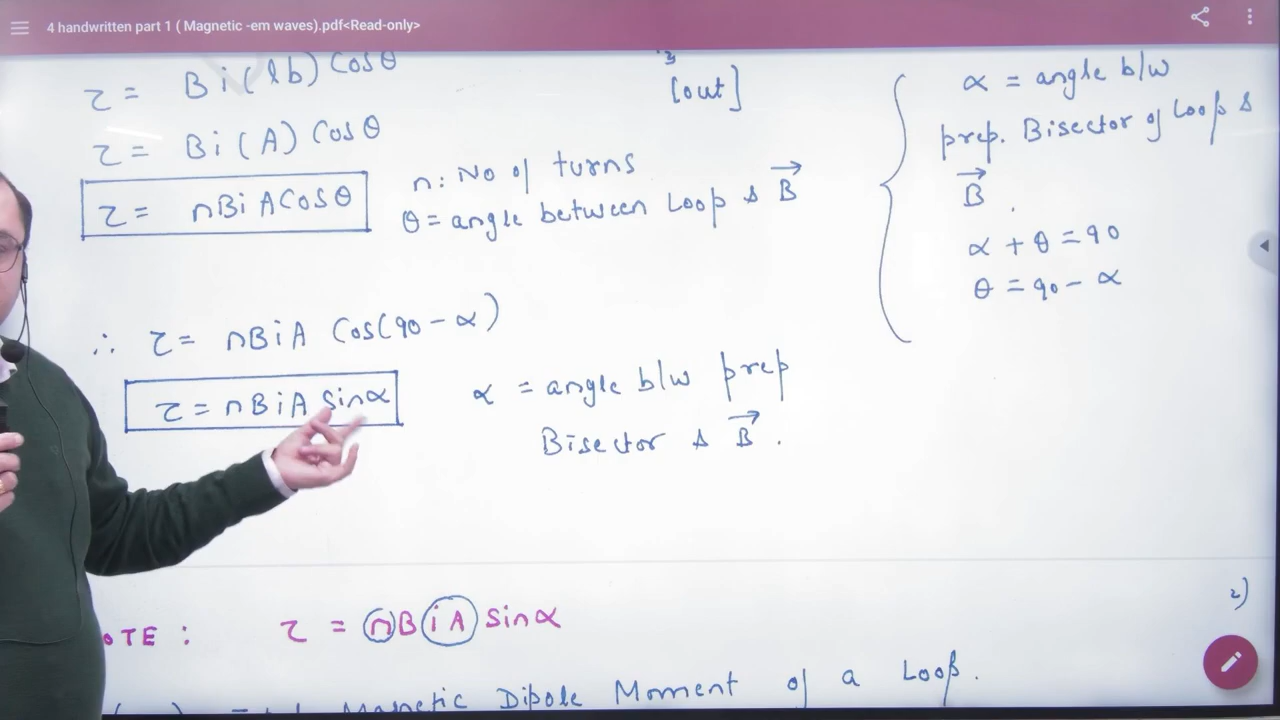 4 handwritten part 1 ( Magnetic -em waves).pdf<Read-only>
τ = Bi(lb) Cosθ
[out]
τ = Bi(A) Cosθ
τ = nBiACosθ
n: No of turns
θ = angle between Loop & B→
α = angle b/w
prep. Bisector of Loop &
B→.
α + θ = 90
θ = 90 - α
∴ τ = nBiA Cos(90 - α)
τ = nBiA sinα
α = angle b/w prep
Bisector & B→.
2)
OTE : τ = nBiA Sinα
Magnetic Dipole Moment of a Loop.